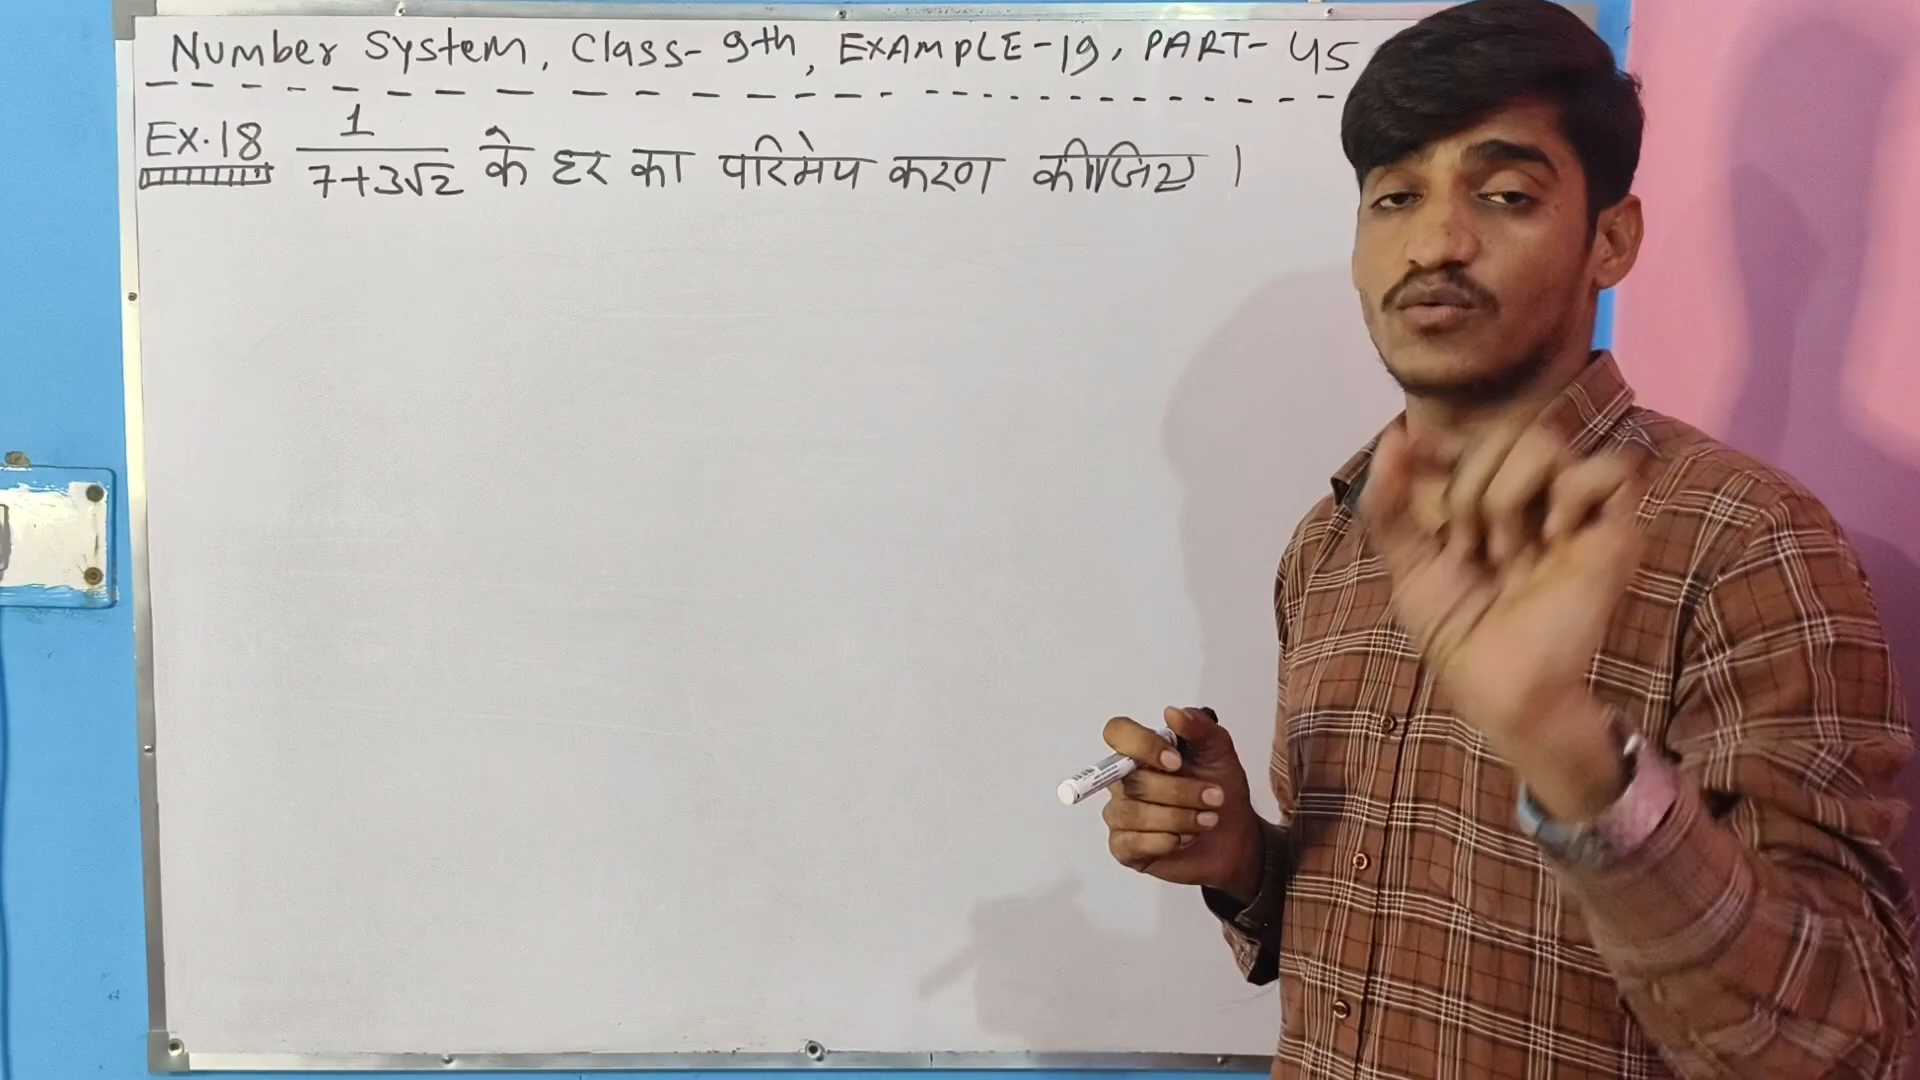 Number System, Class-9th, EXAMPLE-19, PART-45
Ex.18 1/7+3√2 के हर का परिमेय करण कीजिए ।